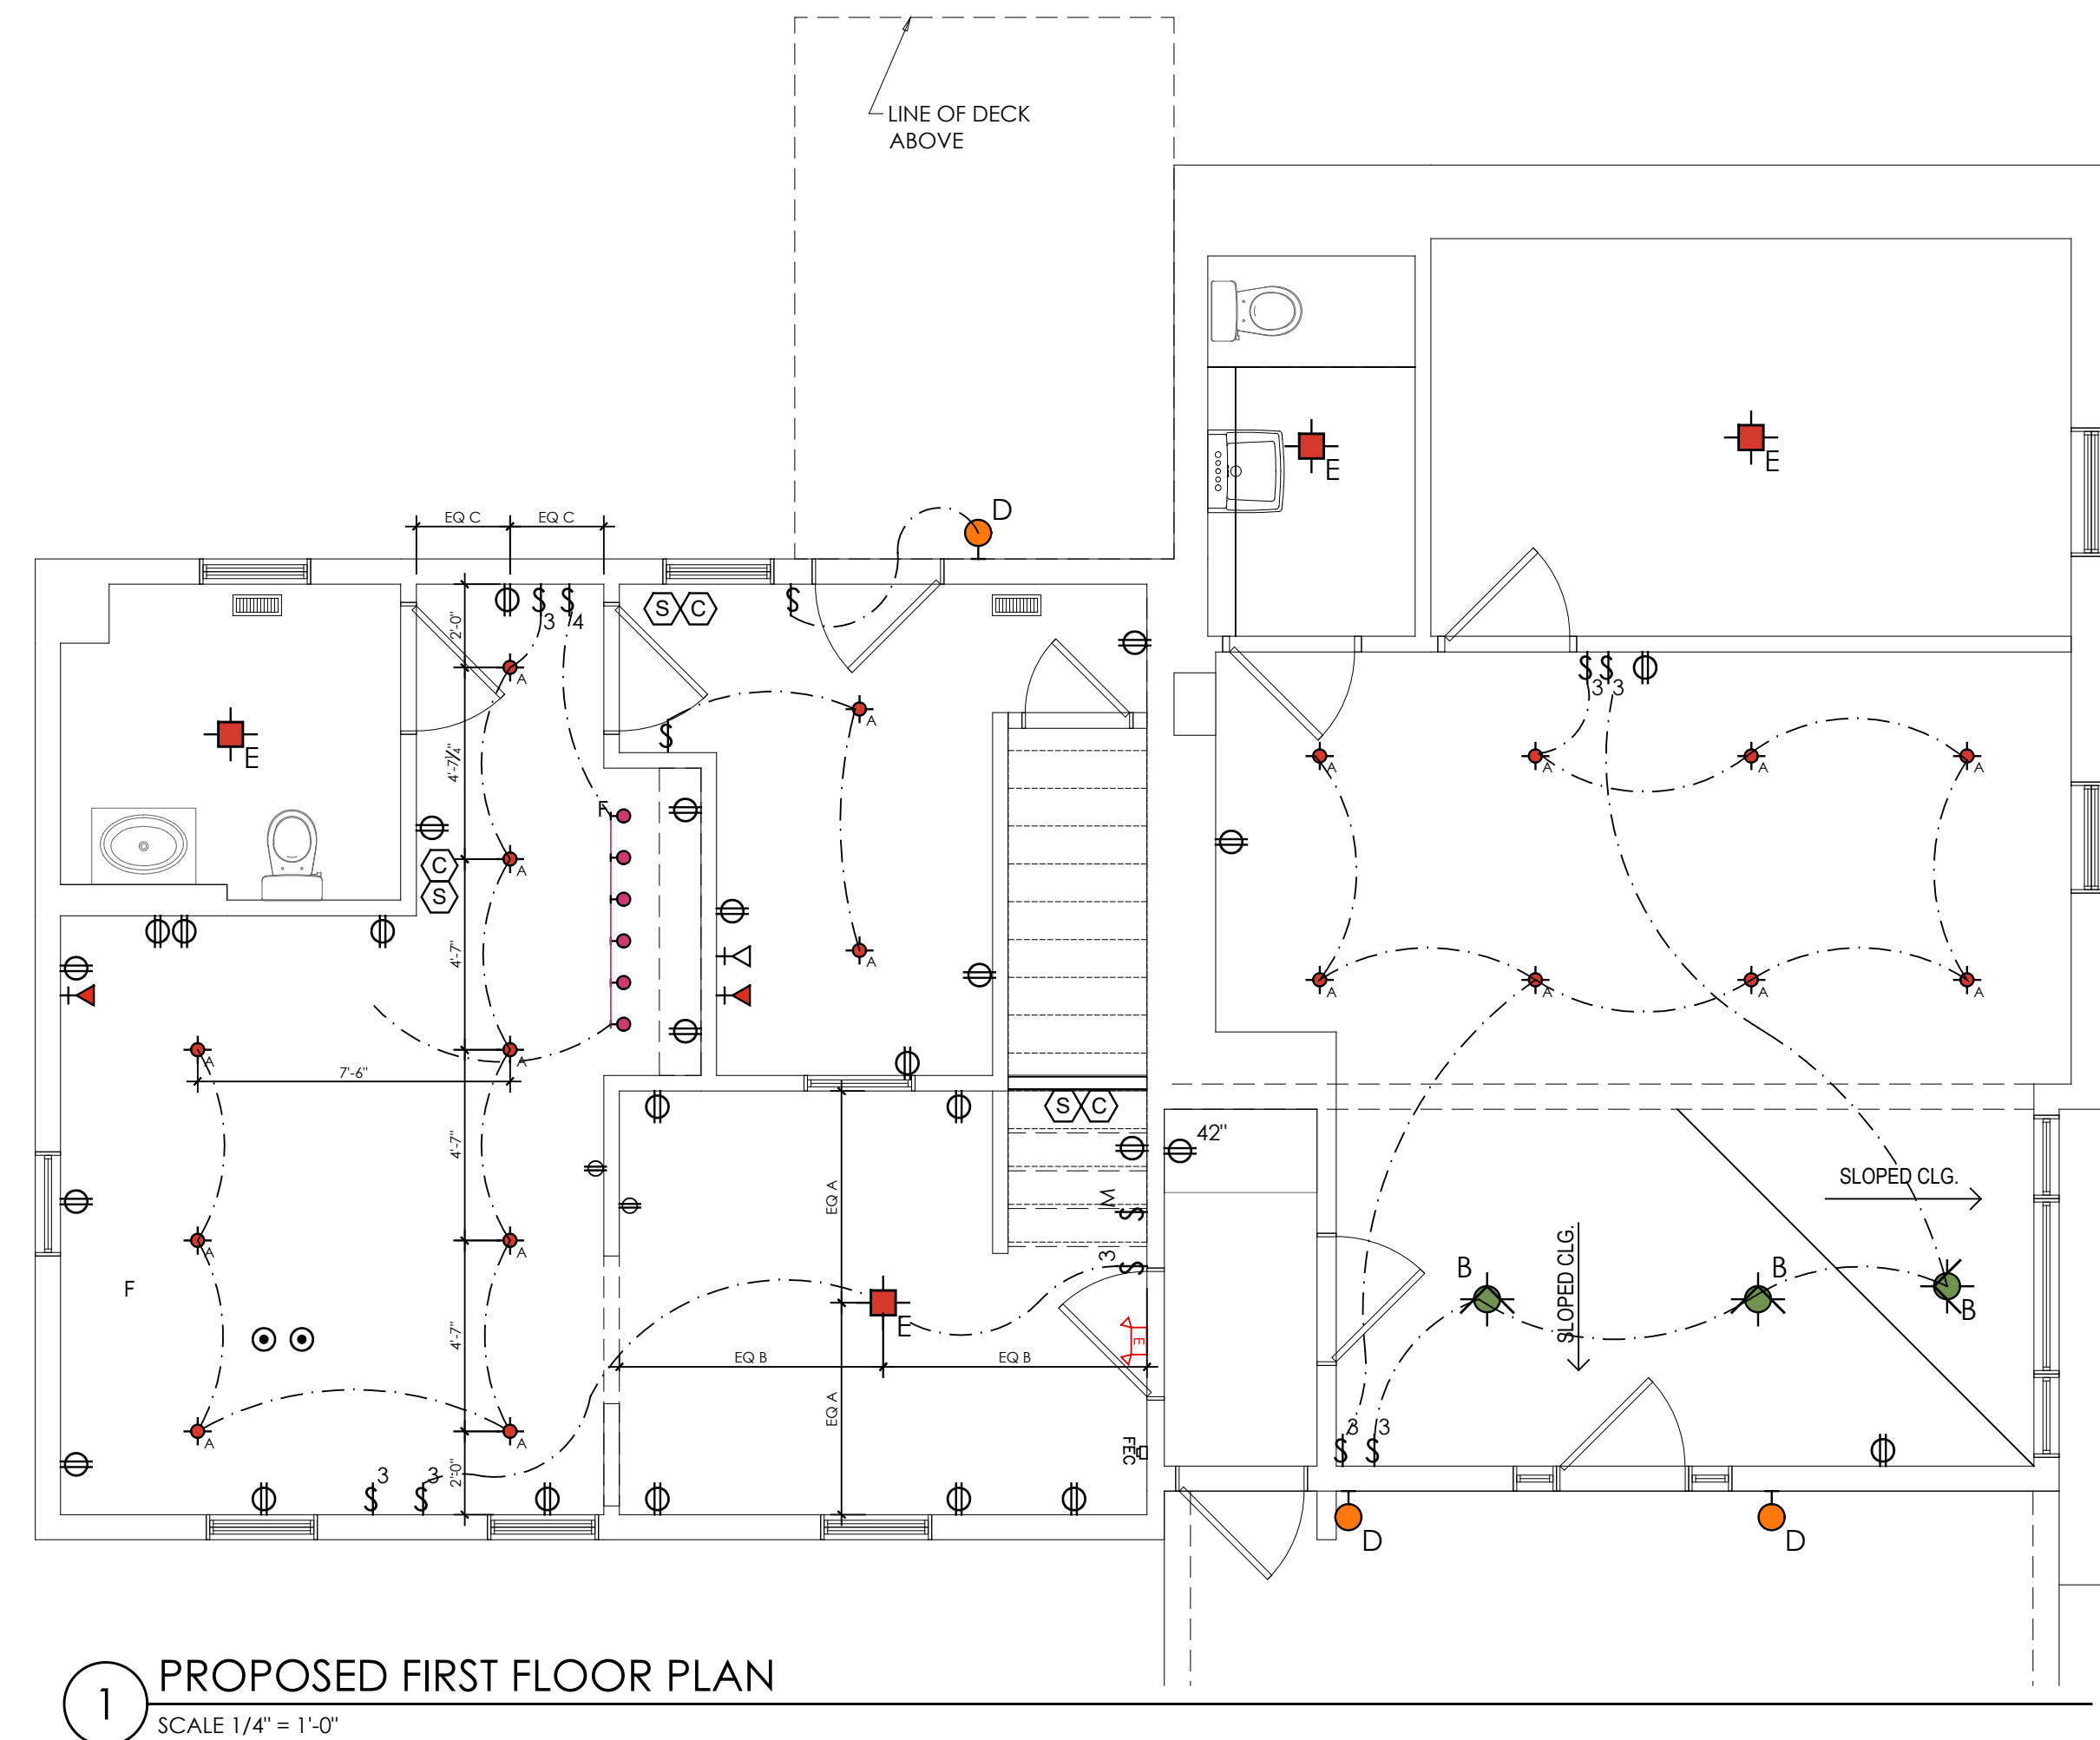 LINE OF DECK
ABOVE
D
E
E
EQ C
EQ C
S
C
3
4
2'-0"
A
A
E
4'-7¼"
3
3
A
A
A
A
F
C
S
A
4'-7"
A
A
A
A
A
A
A
7'-6"
S
C
42"
4'-7"
M
EQ A
SLOPED CLG.
SLOPED CLG.
A
A
3
F
B
B
B
E
E
4'-7"
EQ B
EQ B
EQ A
A
A
3
3
FEC
2'-0"
3
3
D
D
1
PROPOSED FIRST FLOOR PLAN
SCALE 1/4" = 1'-0"